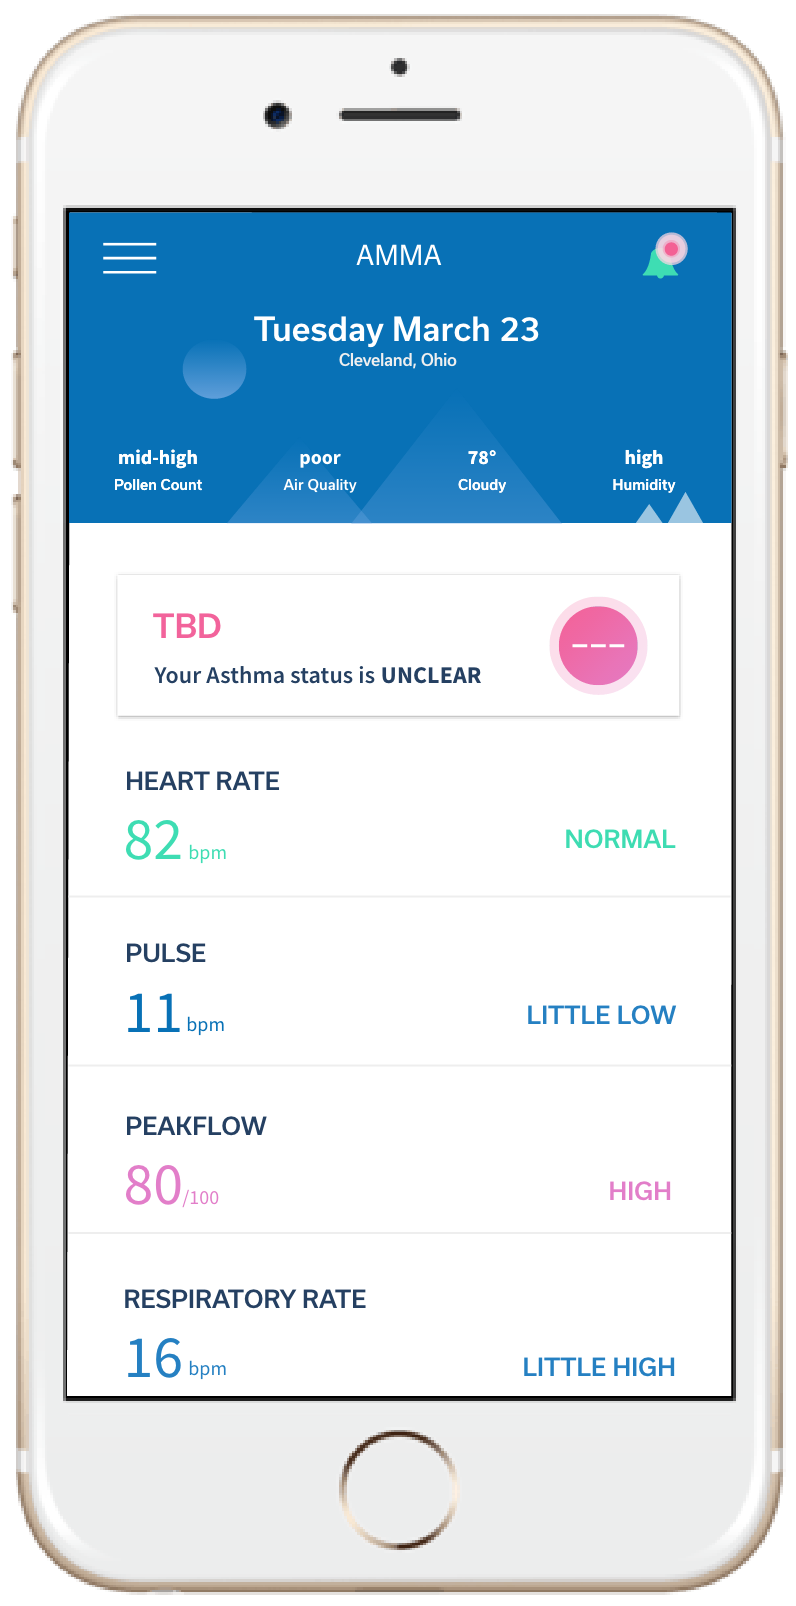 AMMA
Tuesday March 23
Cleveland, Ohio
mid-high poor 78° high
Pollen Count Air Quality Cloudy Humidity
TBD
---
Your Asthma status is UNCLEAR
HEART RATE
82 bpm NORMAL
PULSE
11 bpm LITTLE LOW
PEAKFLOW
80/100 HIGH
RESPIRATORY RATE
16 bpm LITTLE HIGH